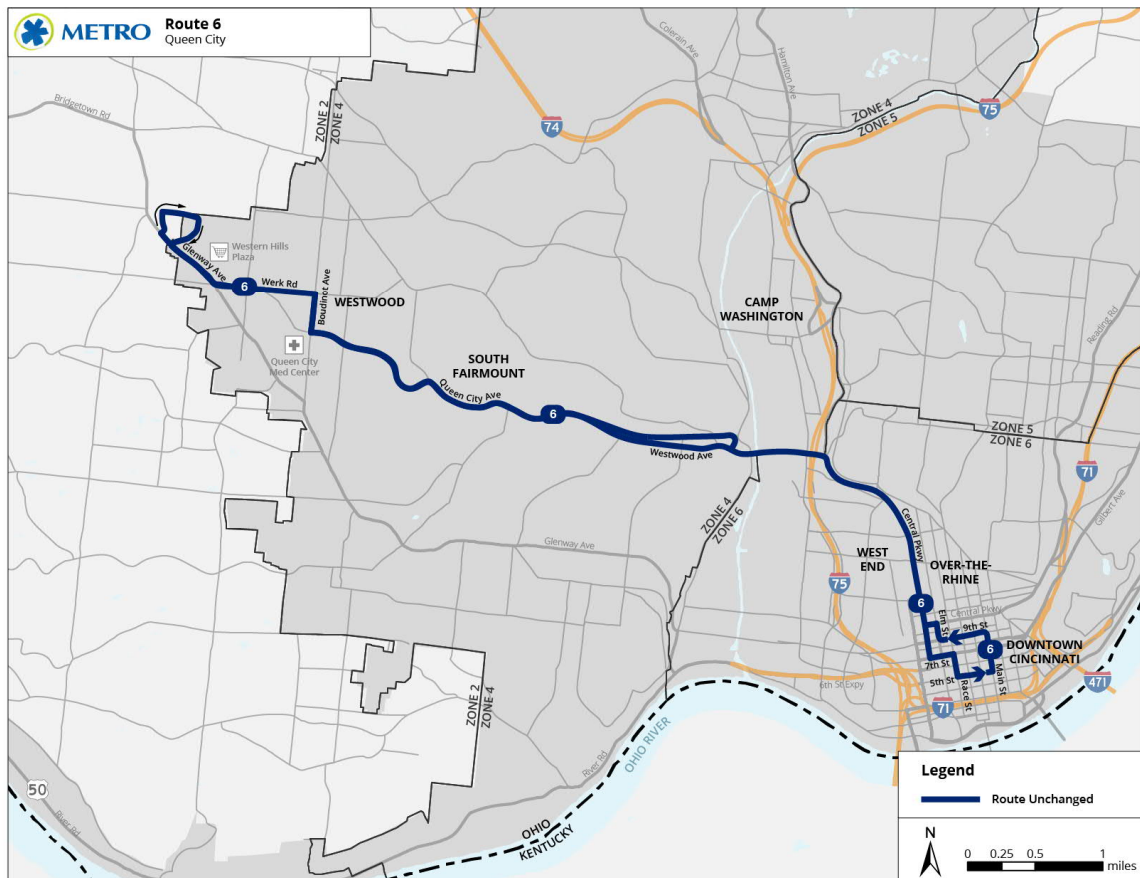 METRO
Route 6
Queen City
Bridgetown Rd
ZONE 2
ZONE 4
Colerain Ave
Hamilton Ave
74
ZONE 4
ZONE 5
75
Western Hills
Plaza
Glenway Ave
6
Werk Rd
Boudinot Ave
WESTWOOD
Queen City
Med Center
SOUTH
FAIRMOUNT
Queen City Ave
6
Westwood Ave
CAMP
WASHINGTON
Reading Rd
ZONE 5
ZONE 6
71
Gilbert Ave
ZONE 4
ZONE 6
Glenway Ave
Central Pkwy
WEST
END
OVER-THE-
RHINE
75
6
Central Pkwy
Elm St
9th St
6
DOWNTOWN
CINCINNATI
7th St
5th St
Race St
Main St
6th St Expy
71
471
ZONE 2
ZONE 4
OHIO RIVER
River Rd
50
River Rd
OHIO
KENTUCKY
Legend
Route Unchanged
N
0 0.25 0.5 1
miles